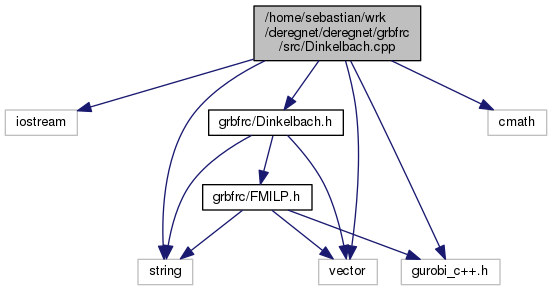 /home/sebastian/wrk
/deregnet/deregnet/grbfrc
/src/Dinkelbach.cpp
iostream
grbfrc/Dinkelbach.h
cmath
grbfrc/FMILP.h
string
vector
gurobi_c++.h